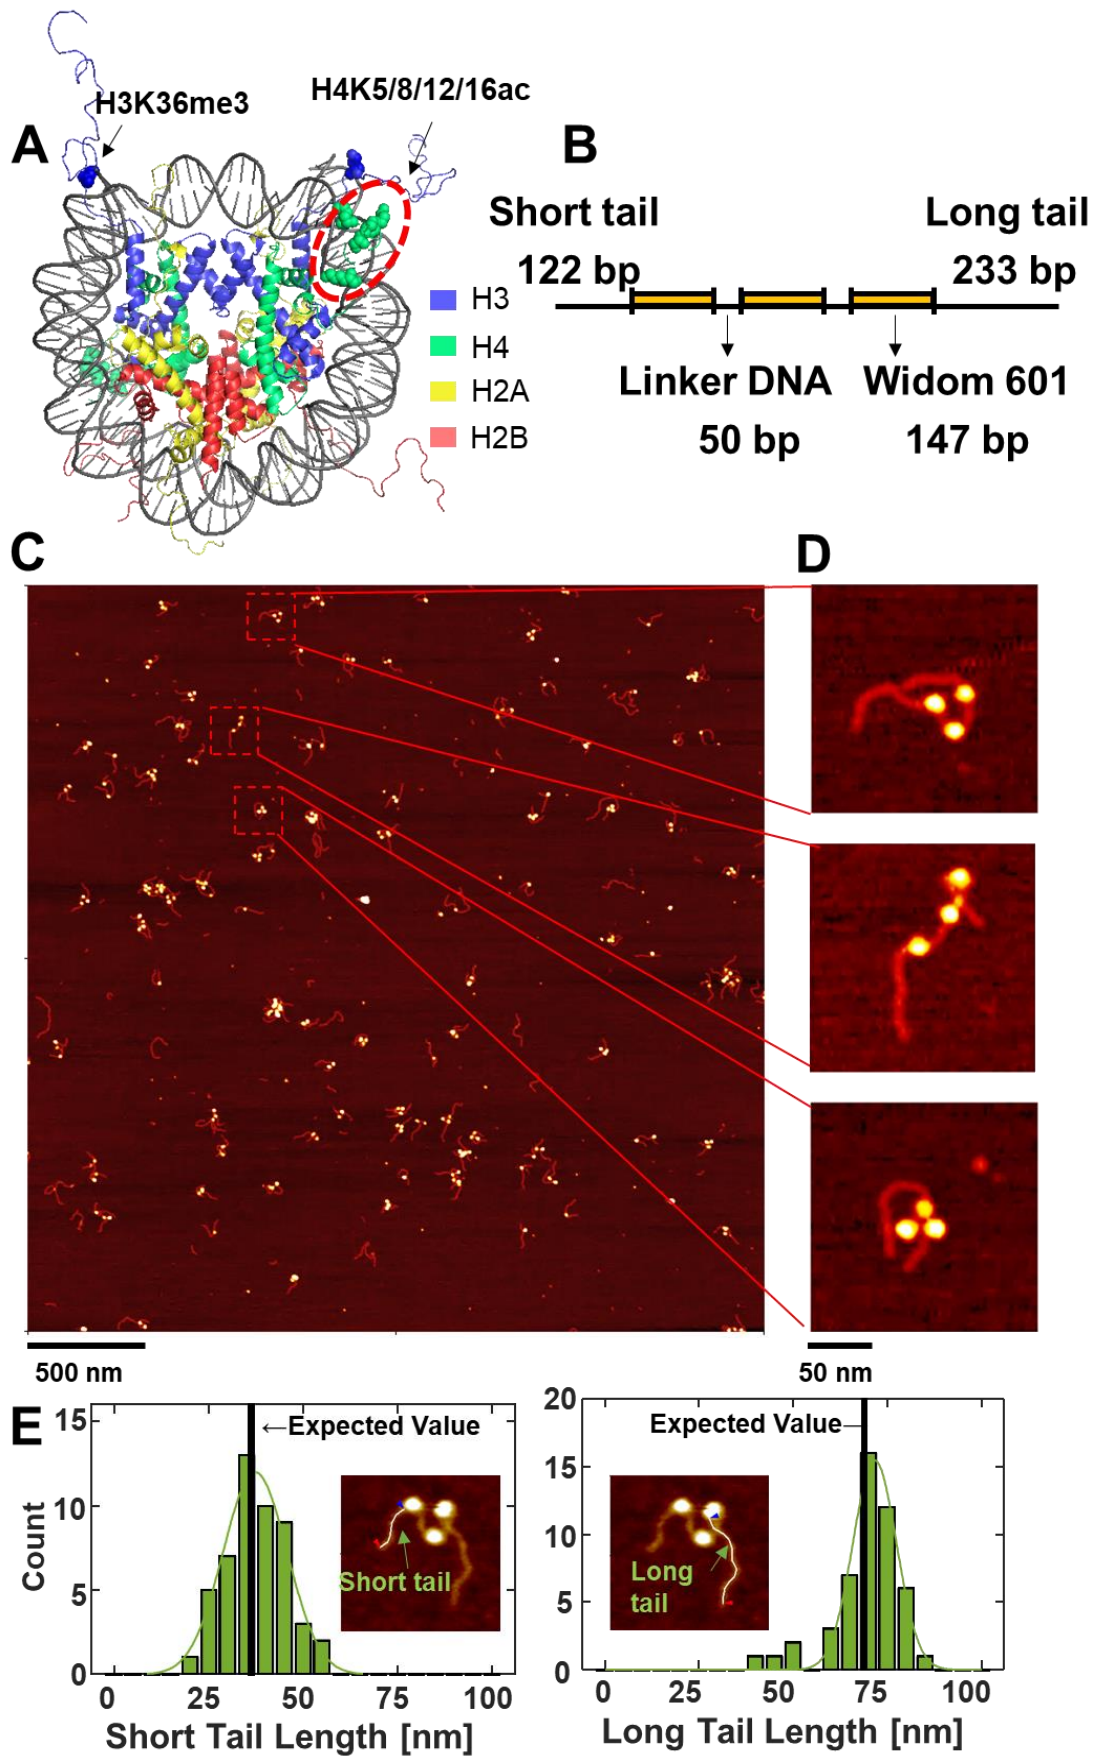 H3K36me3
H4K5/8/12/16ac
A
B
Short tail
122 bp
Long tail
233 bp
Linker DNA
50 bp
Widom 601
147 bp
H3
H4
H2A
H2B
C
D
500 nm
50 nm
E
15
10
5
0
Count
←Expected Value
Short tail
0 25 50 75 100
Short Tail Length [nm]
20
15
10
5
0
Expected Value
Long
tail
0 25 50 75 100
Long Tail Length [nm]